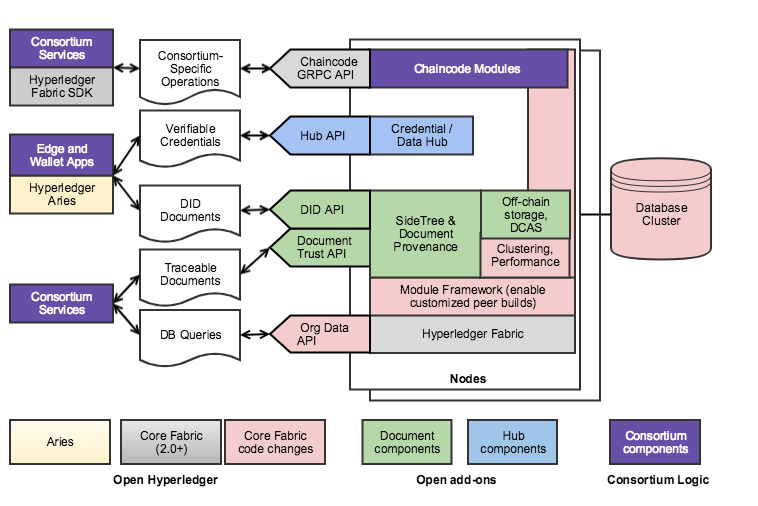 Consortium
Services
Hyperledger
Fabric SDK
Consortium-
Specific
Operations
Chaincode
GRPC API
Chaincode Modules
Edge and
Wallet Apps
Hyperledger
Aries
Verifiable
Credentials
Hub API
Credential /
Data Hub
DID
Documents
DID API
Document
Trust API
SideTree &
Document
Provenance
Off-chain
storage,
DCAS
Clustering,
Performance
Database
Cluster
Consortium
Services
Traceable
Documents
Module Framework (enable
customized peer builds)
DB Queries
Org Data
API
Hyperledger Fabric
Nodes
Aries
Core Fabric
(2.0+)
Core Fabric
code changes
Document
components
Hub
components
Consortium
components
Open Hyperledger
Open add-ons
Consortium Logic